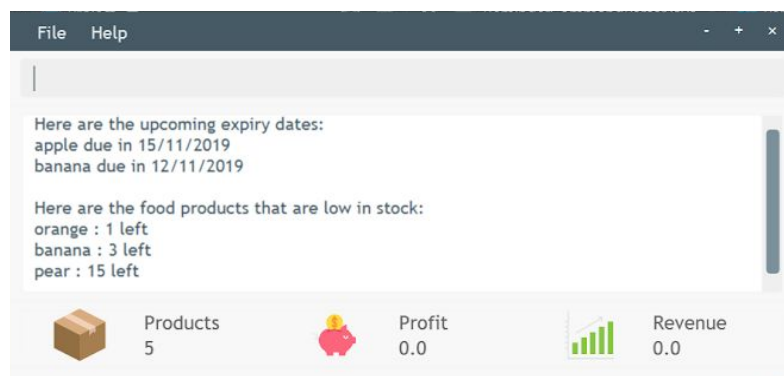 File Help
- + ×
Here are the upcoming expiry dates:
apple due in 15/11/2019
banana due in 12/11/2019
Here are the food products that are low in stock:
orange : 1 left
banana : 3 left
pear : 15 left
Products
5
Profit
0.0
Revenue
0.0